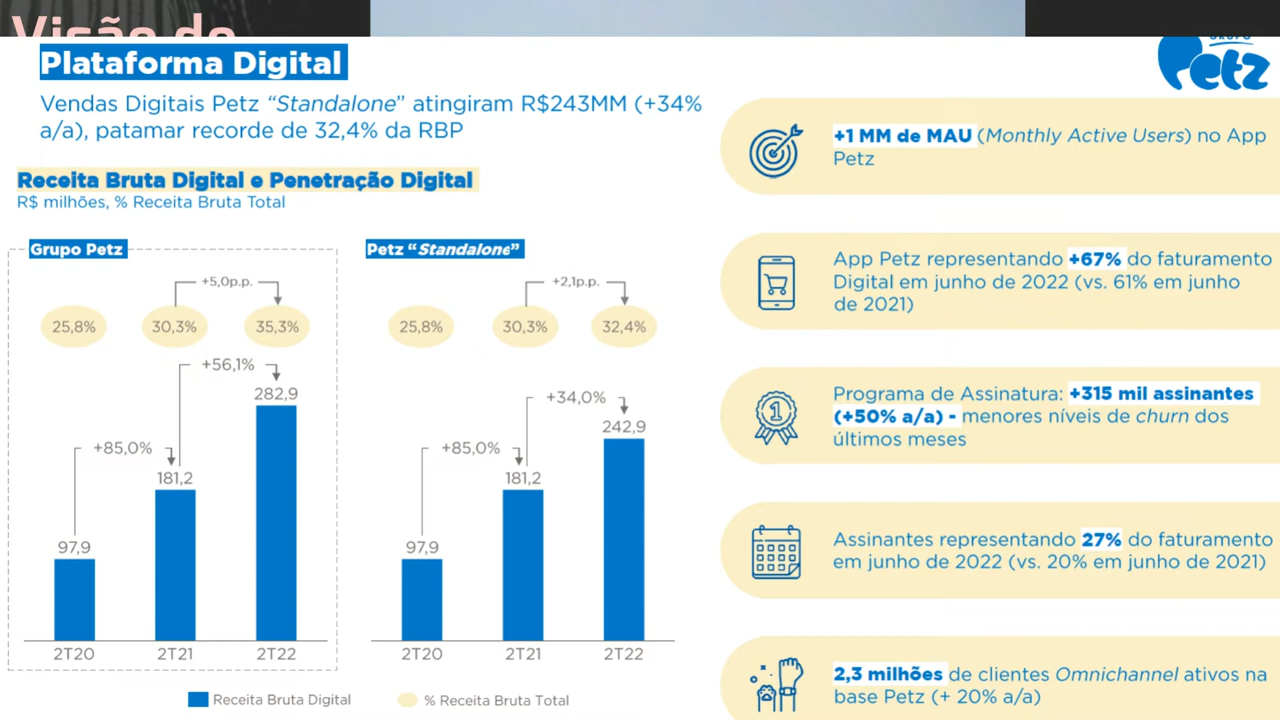 Visão de
Plataforma Digital
GRUPO
Petz
Vendas Digitais Petz “Standalone” atingiram R$243MM (+34%
a/a), patamar recorde de 32,4% da RBP
Receita Bruta Digital e Penetração Digital
R$ milhões, % Receita Bruta Total
Grupo Petz
+5,0p.p.
25,8%
30,3%
35,3%
+56,1%
282,9
+85,0%
181,2
97,9
2T20
2T21
2T22
Petz “Standalone”
+2,1p.p.
25,8%
30,3%
32,4%
+34,0%
242,9
+85,0%
181,2
97,9
2T20
2T21
2T22
Receita Bruta Digital
% Receita Bruta Total
+1 MM de MAU (Monthly Active Users) no App
Petz
App Petz representando +67% do faturamento
Digital em junho de 2022 (vs. 61% em junho
de 2021)
1
Programa de Assinatura: +315 mil assinantes
(+50% a/a) - menores níveis de churn dos
últimos meses
Assinantes representando 27% do faturamento
em junho de 2022 (vs. 20% em junho de 2021)
2,3 milhões de clientes Omnichannel ativos na
base Petz (+ 20% a/a)